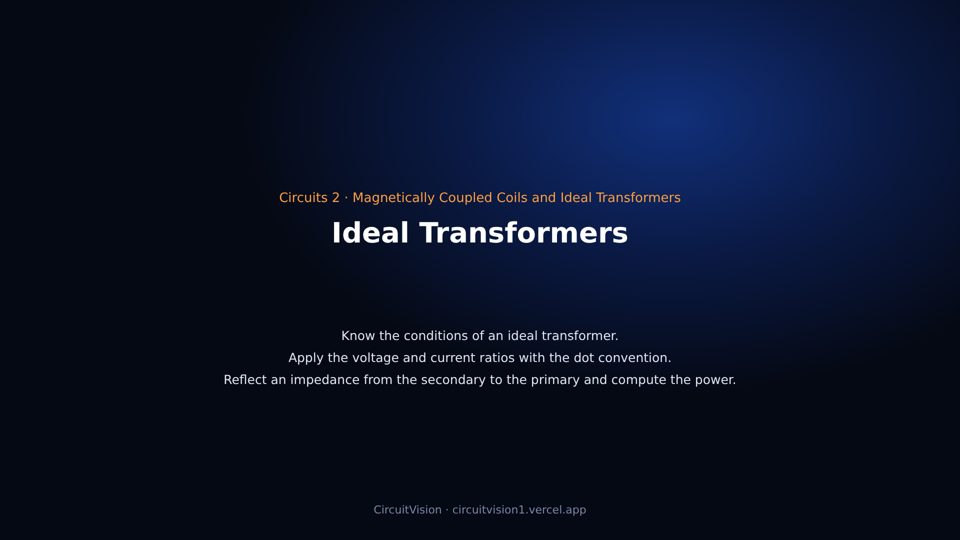 Circuits 2 · Magnetically Coupled Coils and Ideal Transformers
Ideal Transformers
Know the conditions of an ideal transformer.
Apply the voltage and current ratios with the dot convention.
Reflect an impedance from the secondary to the primary and compute the power.
CircuitVision · circuitvision1.vercel.app